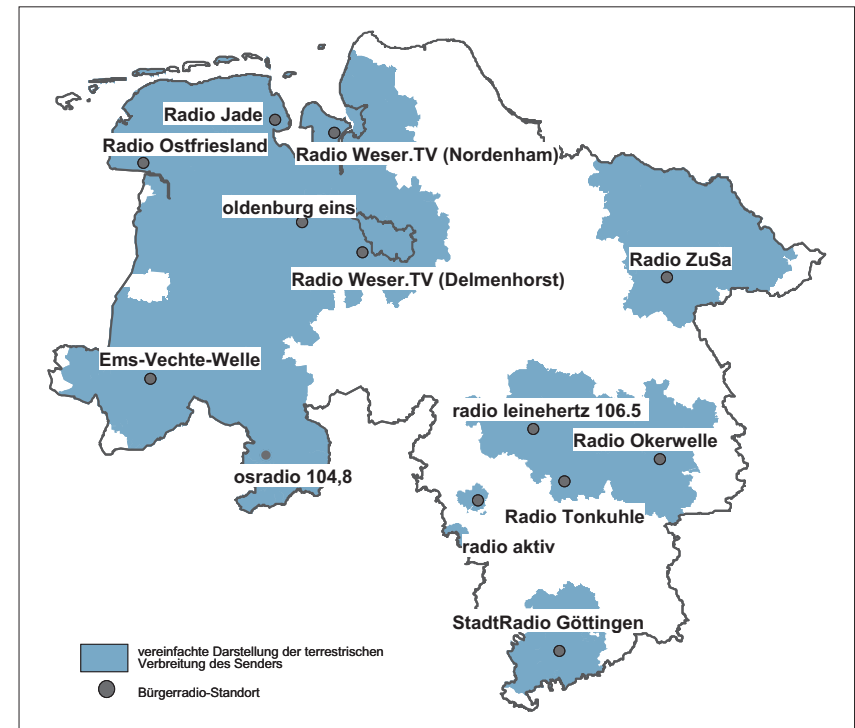 Radio Jade
Radio Ostfriesland
Radio Weser.TV (Nordenham)
oldenburg eins
Radio ZuSa
Radio Weser.TV (Delmenhorst)
Ems-Vechte-Welle
radio leinehertz 106.5
Radio Okerwelle
osradio 104,8
Radio Tonkuhle
radio aktiv
StadtRadio Göttingen
vereinfachte Darstellung der terrestrischen
Verbreitung des Senders
Bürgerradio-Standort